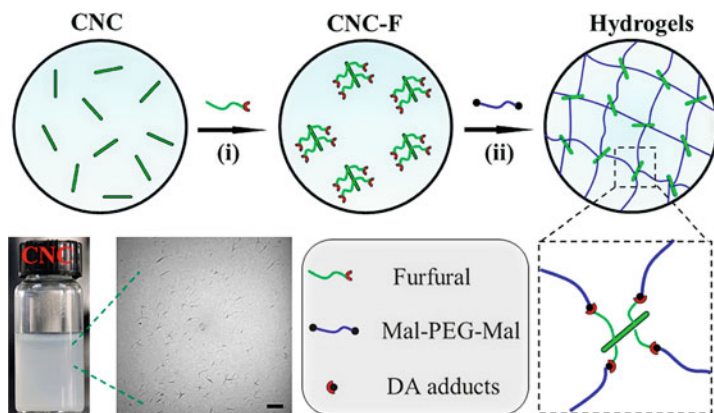 CNC
CNC-F
Hydrogels
(i)
(ii)
CNC
Furfural
Mal-PEG-Mal
DA adducts